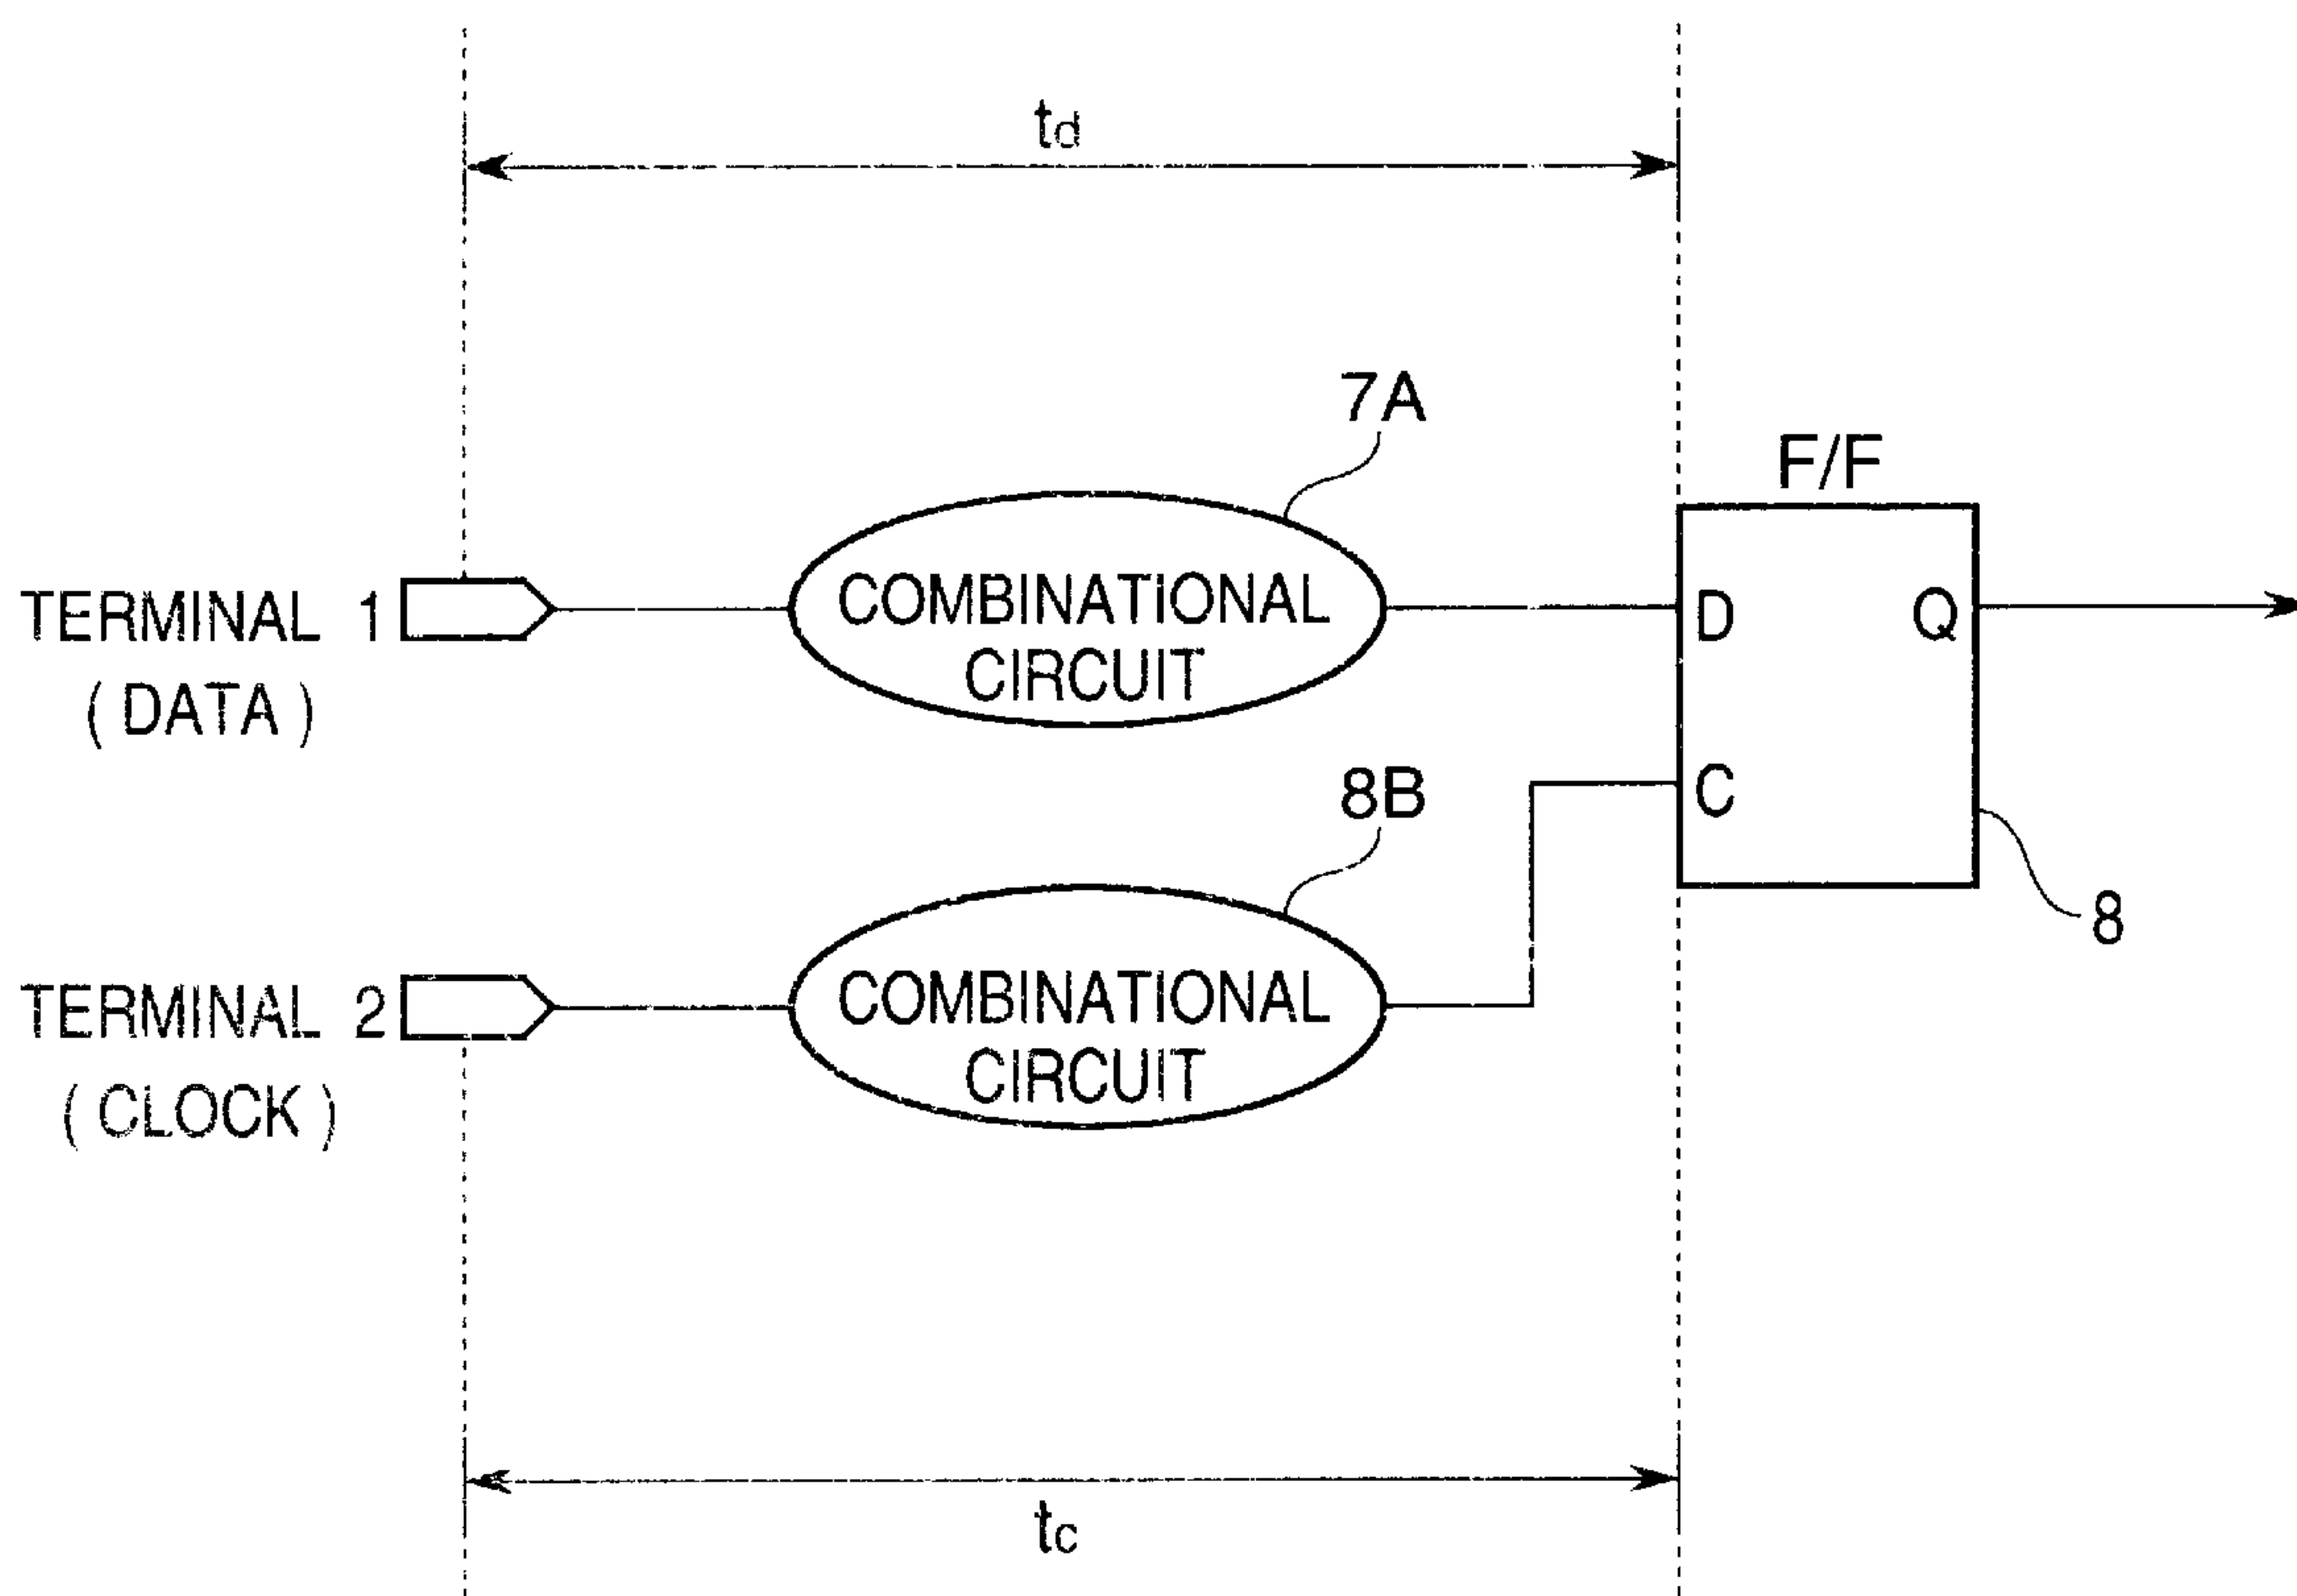 td
7A
F/F
COMBINATIONAL
CIRCUIT
TERMINAL 1
( DATA )
D
Q
8B
C
8
COMBINATIONAL
CIRCUIT
TERMINAL 2
( CLOCK )
tc